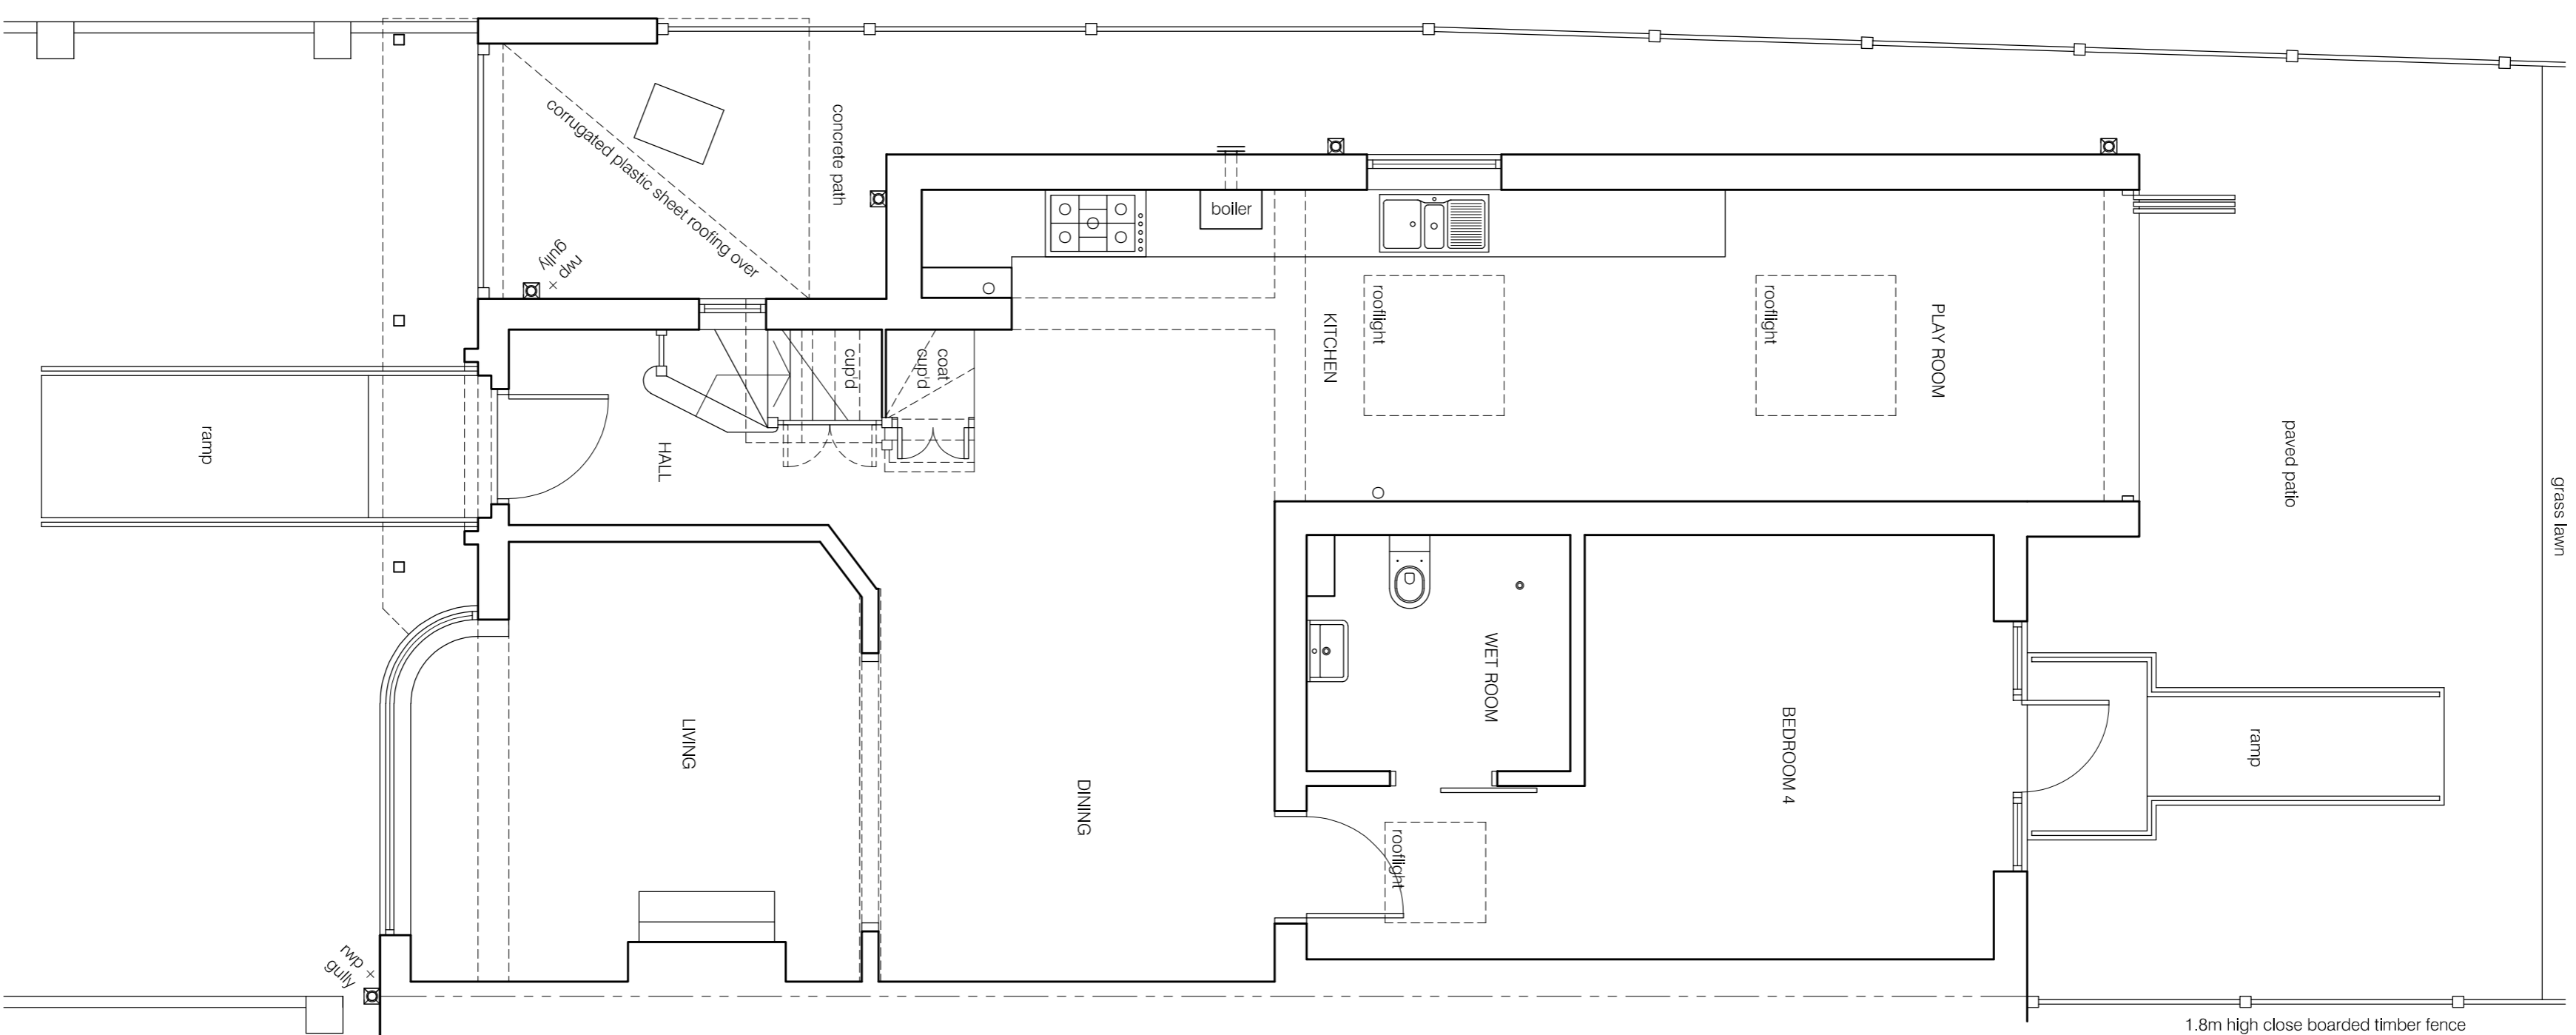 corrugated plastic sheet roofing over
concrete path
rwp
gully
boiler
rooflight
rooflight
KITCHEN
PLAY ROOM
cup'd
coat
cup'd
HALL
ramp
paved patio
grass lawn
WET ROOM
LIVING
DINING
BEDROOM 4
ramp
rooflight
rwp
gully
1.8m high close boarded timber fence